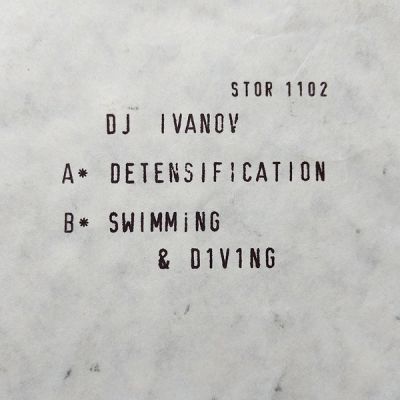 STOR 1102
DJ IVANOV
A* DETENSIFICATION
B* SWIMMiNG
& D1V1NG